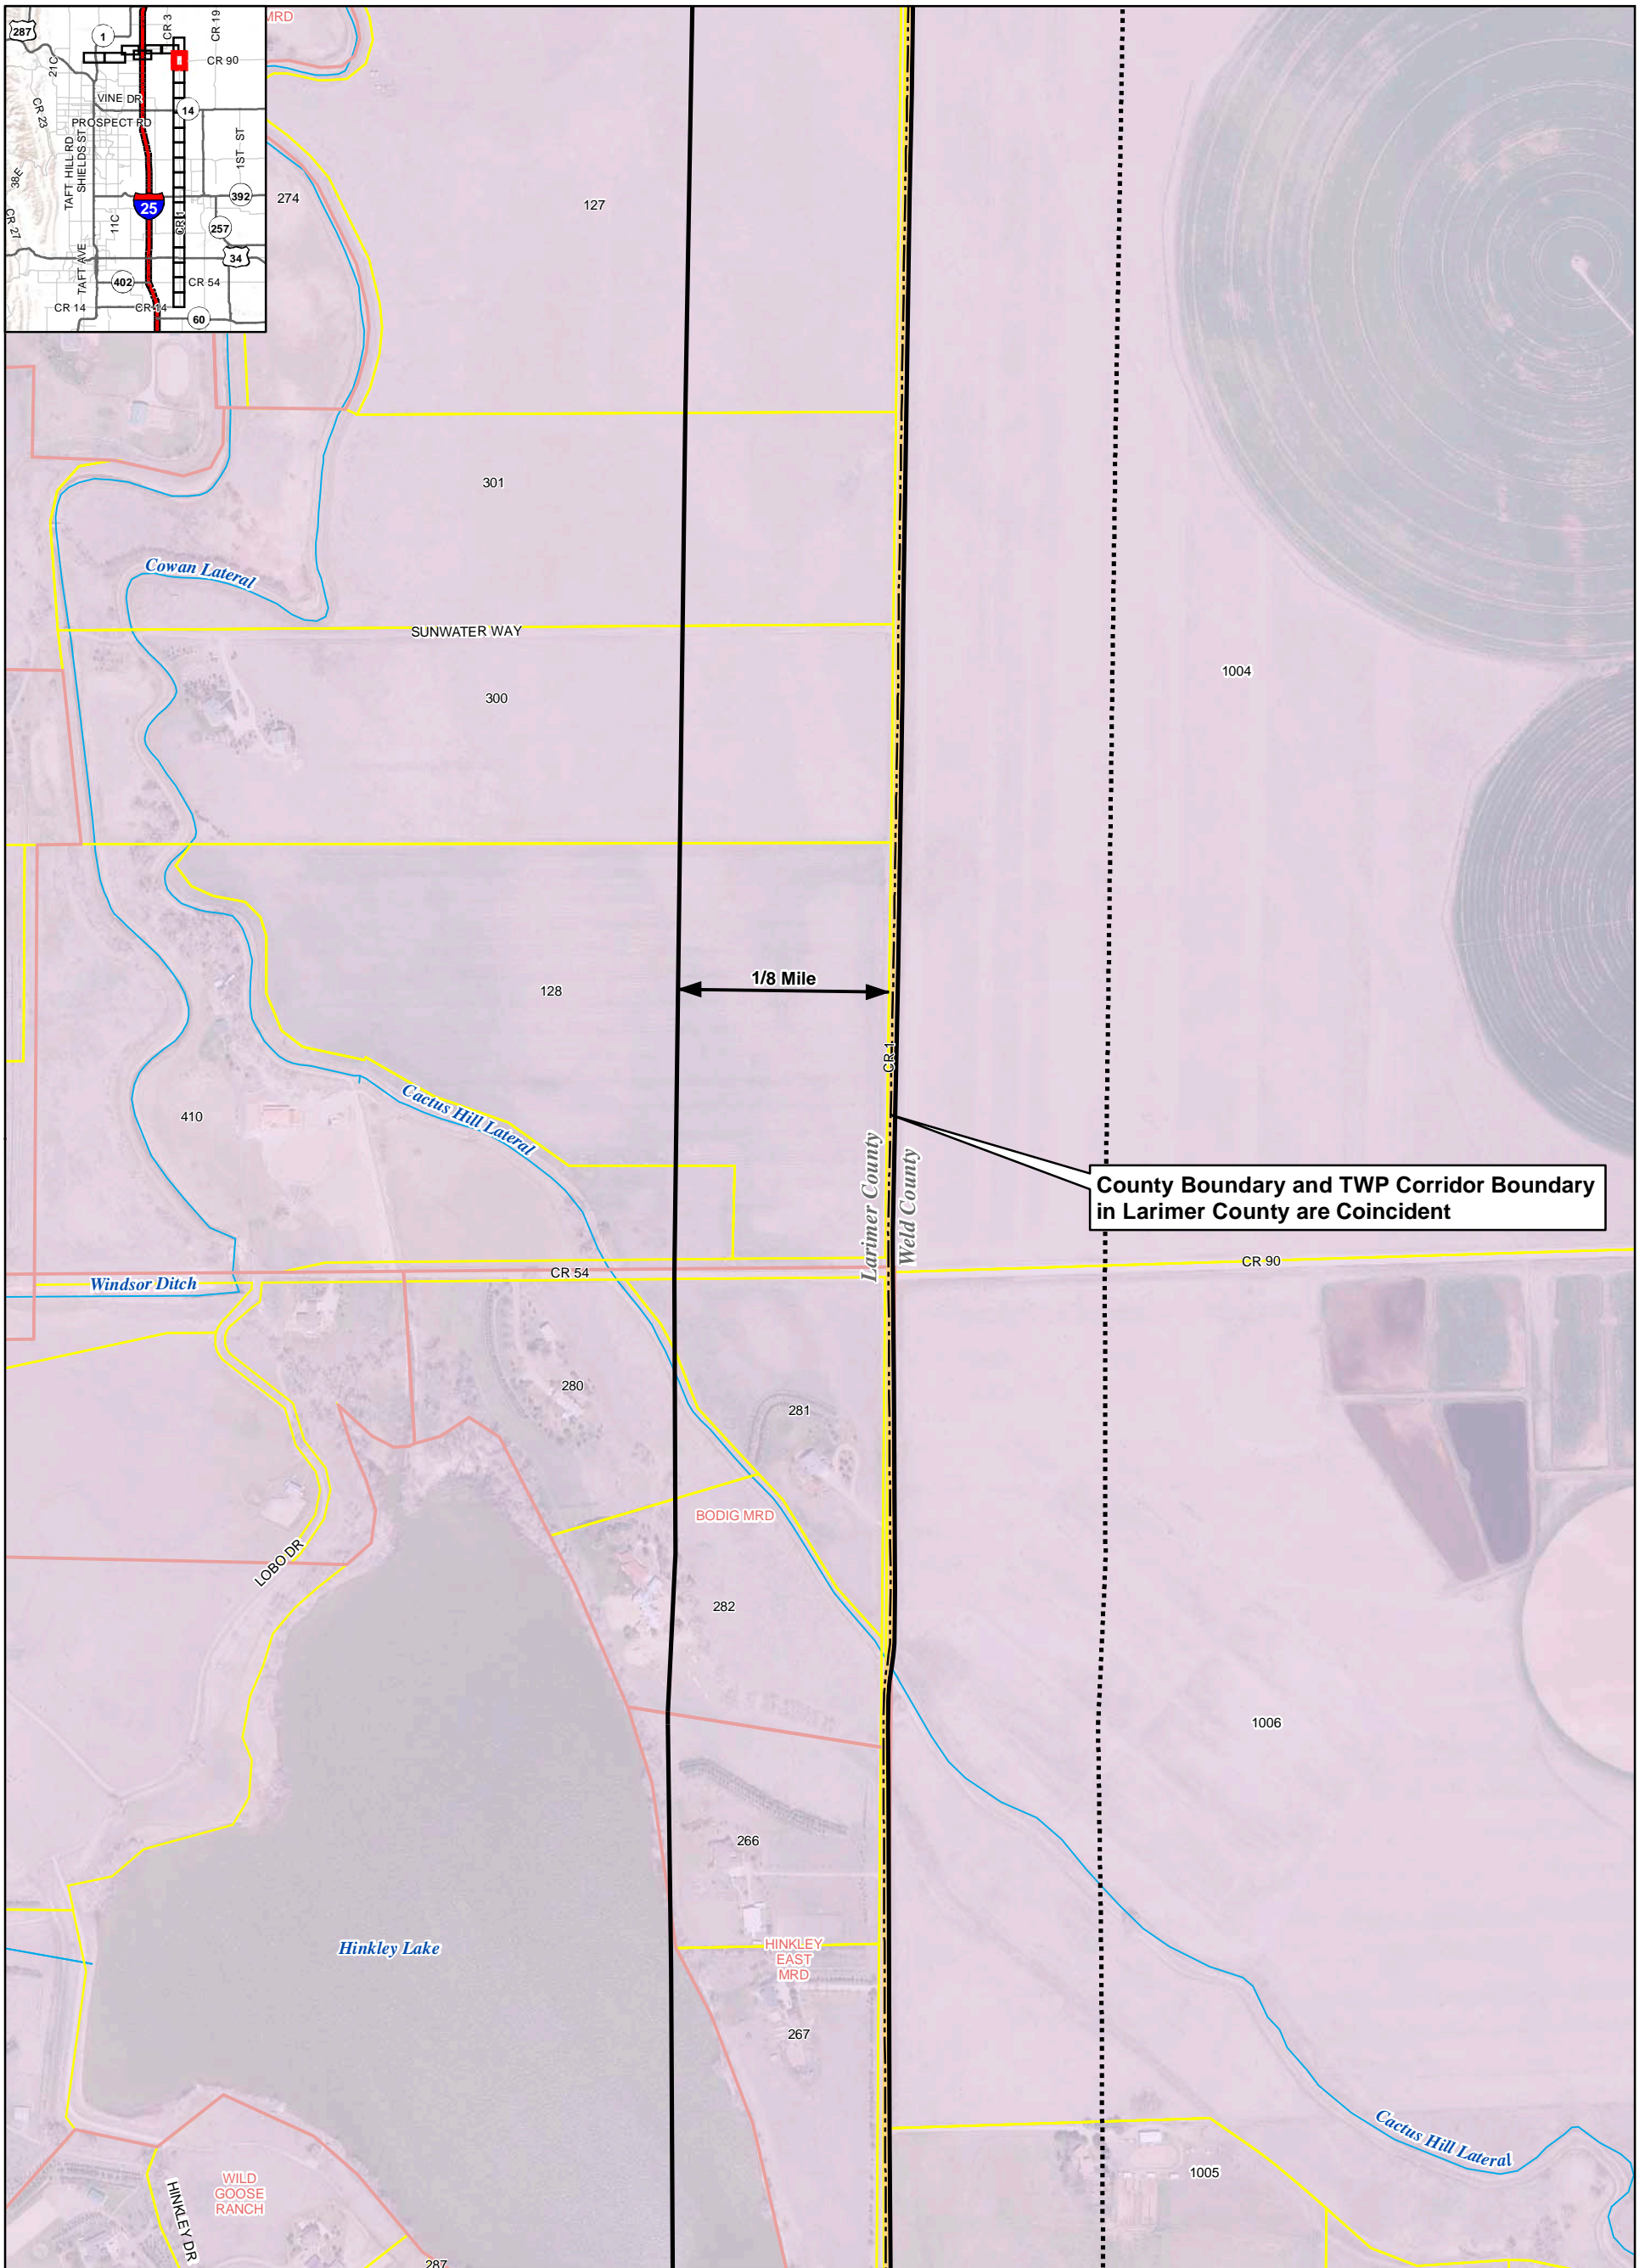 287
1
CR 3
CR 19
CR 90
21C
CR 23
VINE DR
14
PROSPECT RD
TAFT HILL RD
SHIELDS ST
1ST ST
38E
392
25
CR 27
11C
CR 1
257
34
TAFT AVE
402
CR 54
CR 14
CR 14
60
MRD
274
127
301
Cowan Lateral
SUNWATER WAY
300
1004
1/8 Mile
128
CR 1
410
Cactus Hill Lateral
Larimer County
Weld County
County Boundary and TWP Corridor Boundary
in Larimer County are Coincident
CR 90
CR 54
Windsor Ditch
280
281
BODIG MRD
LOBO DR
282
1006
266
Hinkley Lake
HINKLEY
EAST
MRD
267
Cactus Hill Lateral
1005
WILD
GOOSE
RANCH
HINKLEY DR
287